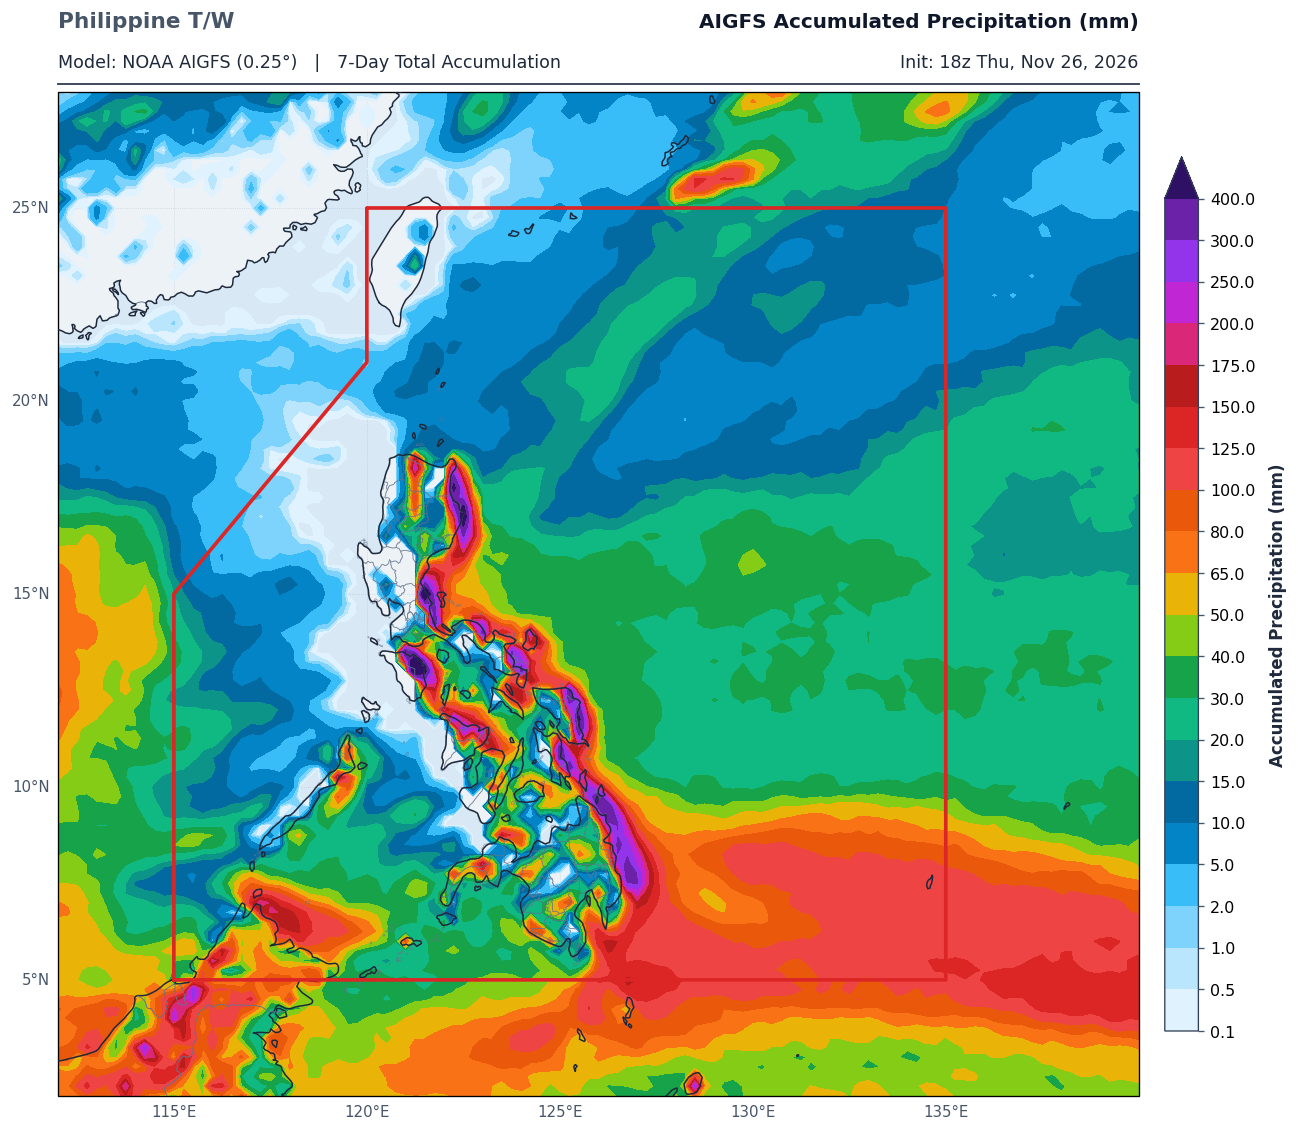 Philippine T/W
AIGFS Accumulated Precipitation (mm)
Model: NOAA AIGFS (0.25°) | 7-Day Total Accumulation
Init: 18z Thu, Nov 26, 2026
25°N
20°N
15°N
10°N
5°N
115°E
120°E
125°E
130°E
135°E
400.0
300.0
250.0
200.0
175.0
150.0
125.0
100.0
80.0
65.0
50.0
40.0
30.0
20.0
15.0
10.0
5.0
2.0
1.0
0.5
0.1
Accumulated Precipitation (mm)